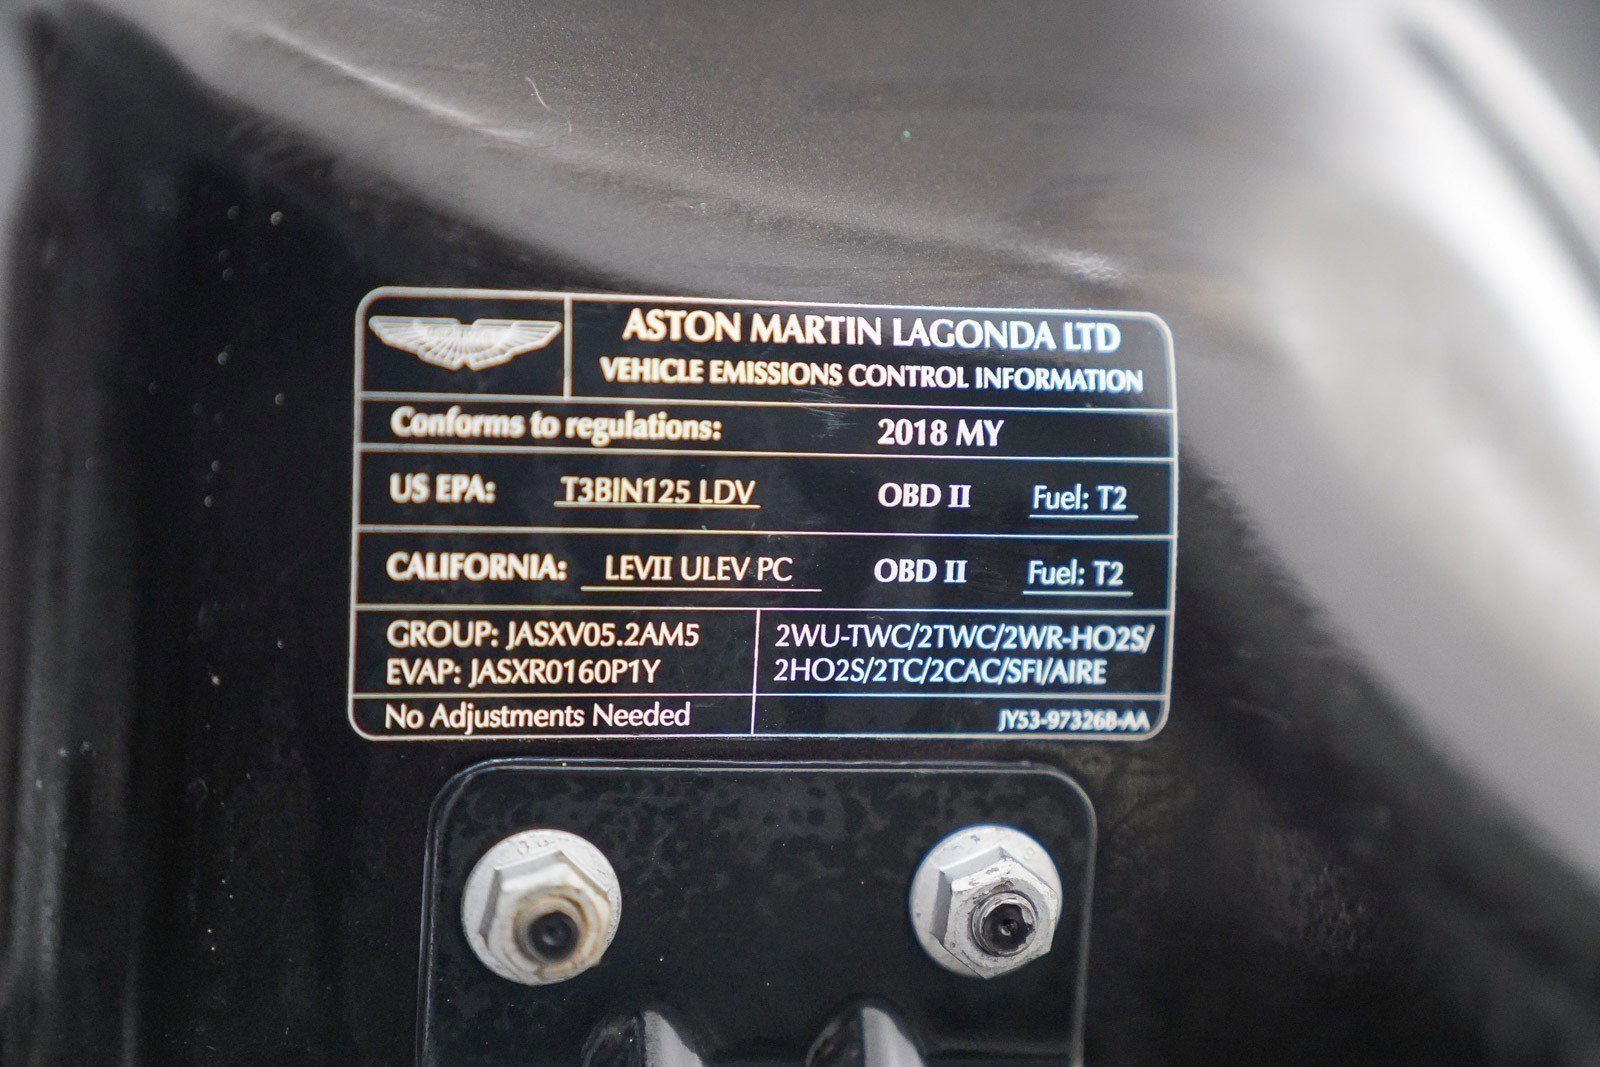 ASTON MARTIN LAGONDA LTD
VEHICLE EMISSIONS CONTROL INFORMATION
Conforms to regulations: 2018 MY
US EPA: T3BIN125 LDV OBD II Fuel: T2
CALIFORNIA: LEVII ULEV PC OBD II Fuel: T2
GROUP: JASXV05.2AM5
EVAP: JASXR0160P1Y
2WU-TWC/2TWC/2WR-HO2S/
2HO2S/2TC/2CAC/SFI/AIRE
No Adjustments Needed
JY53-973268-AA